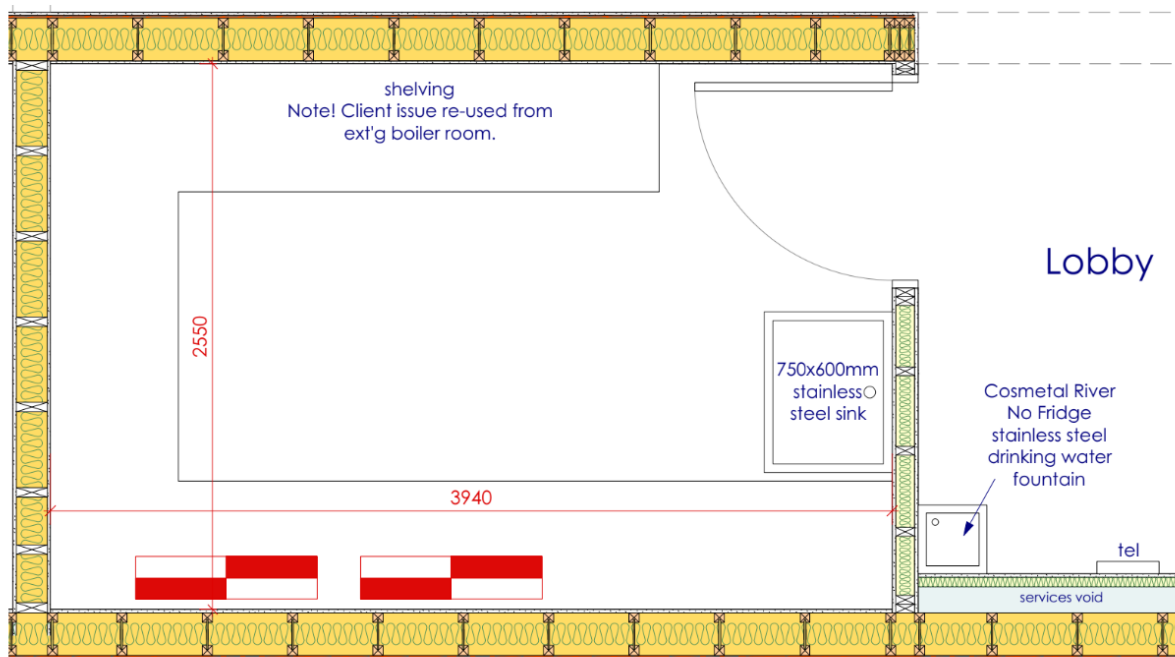 shelving
Note! Client issue re-used from
ext'g boiler room.
2550
Lobby
750x600mm
stainless
steel sink
Cosmetal River
No Fridge
stainless steel
drinking water
fountain
3940
tel
services void